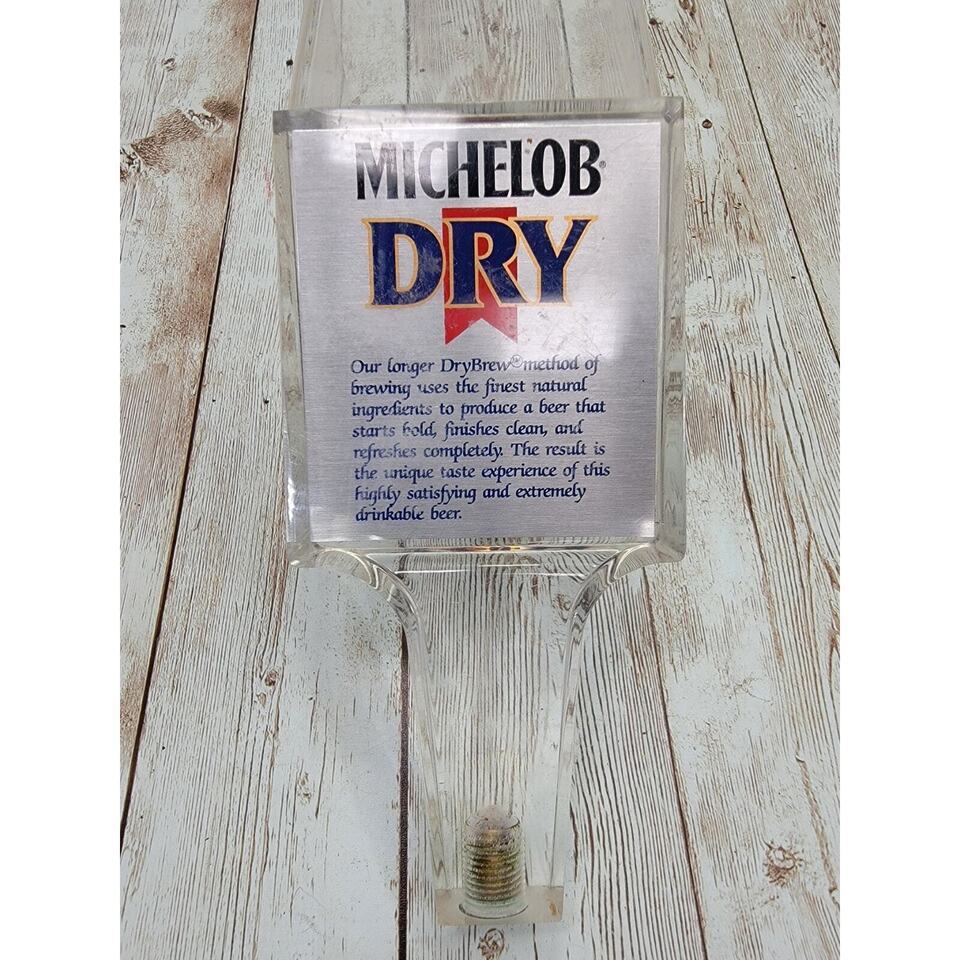 MICHELOB®
DRY
Our longer DryBrew℠ method of
brewing uses the finest natural
ingredients to produce a beer that
starts bold, finishes clean, and
refreshes completely. The result is
the unique taste experience of this
highly satisfying and extremely
drinkable beer.